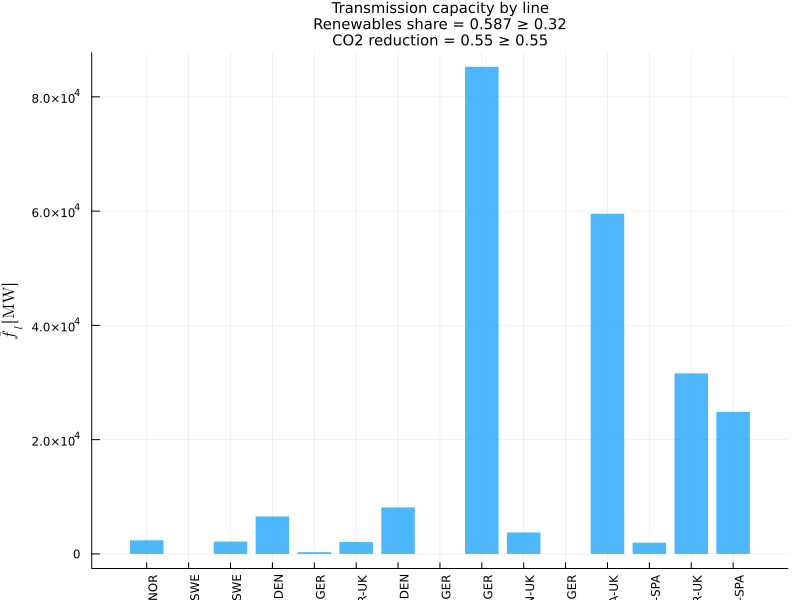 Transmission capacity by line
Renewables share = 0.587 ≥ 0.32
CO2 reduction = 0.55 ≥ 0.55
8.0×10⁴
6.0×10⁴
4.0×10⁴
2.0×10⁴
0
f̄ₗ[MW]
NOR
SWE
SWE
DEN
GER
R-UK
DEN
GER
GER
N-UK
GER
A-UK
-SPA
R-UK
-SPA